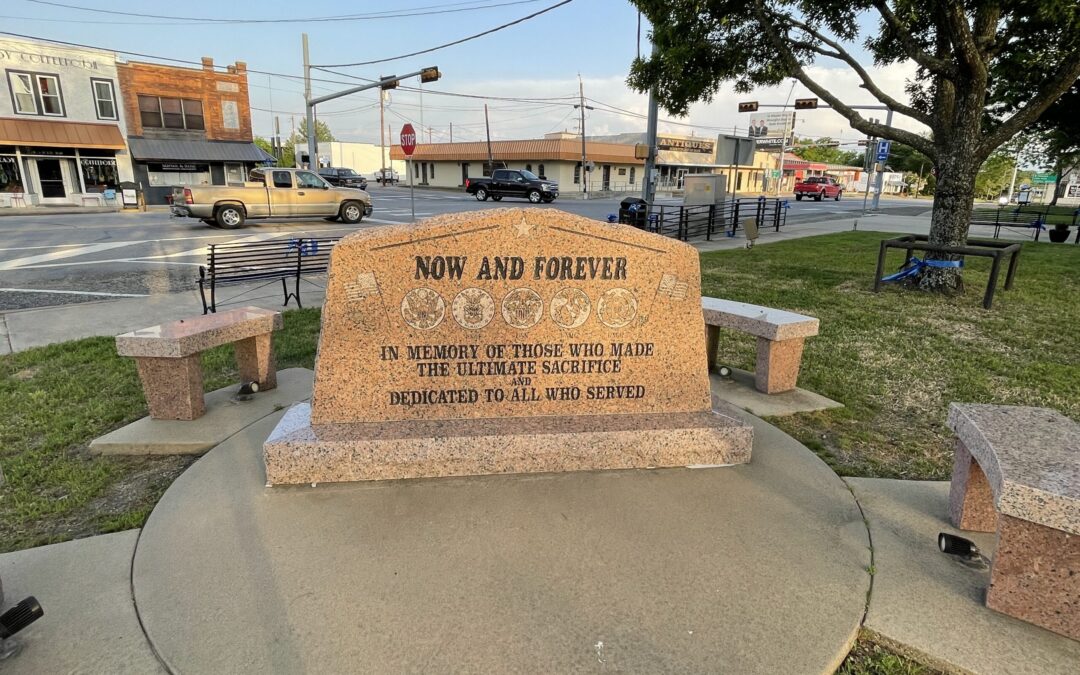 STOP
ANTIQUES
H
NOW AND FOREVER
IN MEMORY OF THOSE WHO MADE
THE ULTIMATE SACRIFICE
AND
DEDICATED TO ALL WHO SERVED